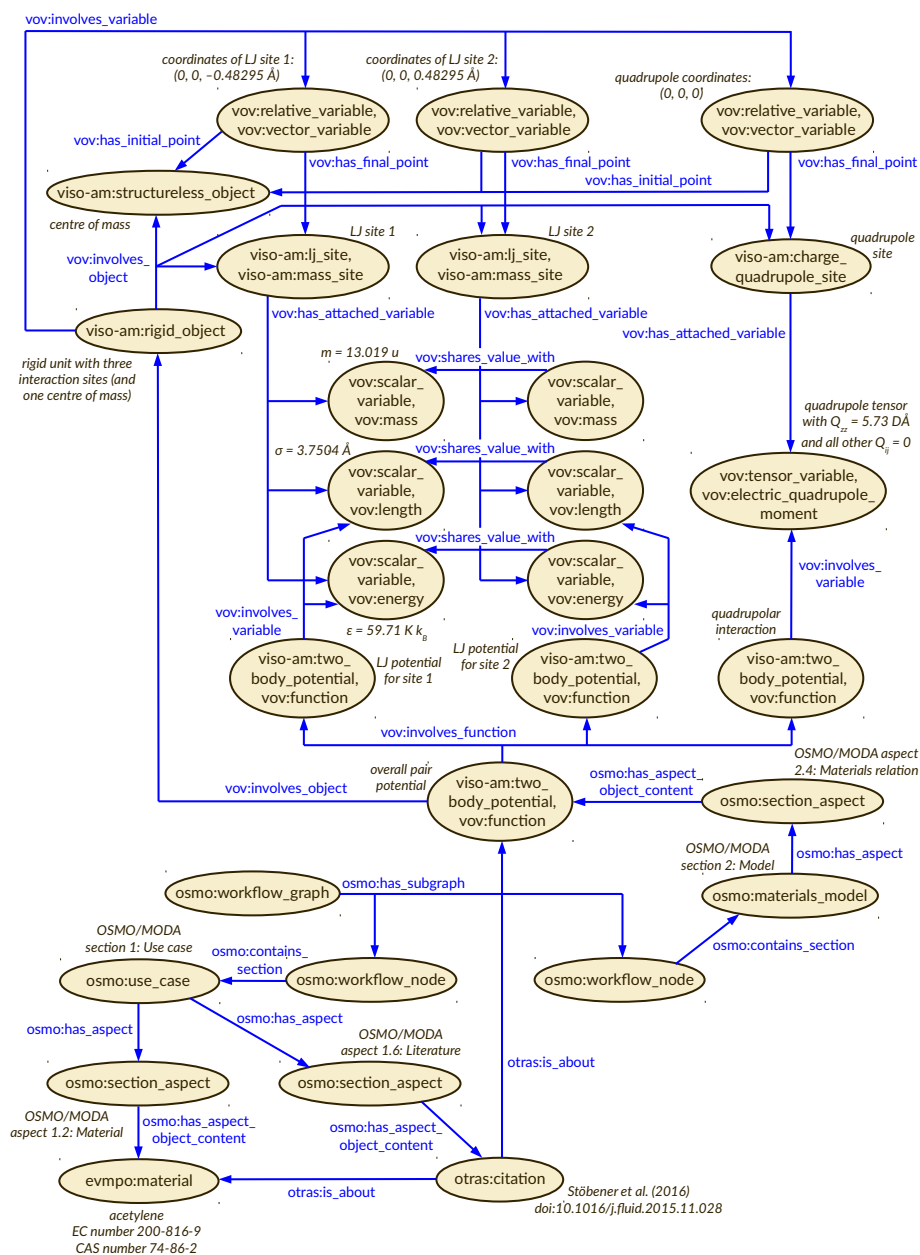 vov:involves_variable
coordinates of LJ site 1:
(0, 0, –0.48295 Å)
coordinates of LJ site 2:
(0, 0, 0.48295 Å)
quadrupole coordinates:
(0, 0, 0)
vov:relative_variable,
vov:vector_variable
vov:relative_variable,
vov:vector_variable
vov:relative_variable,
vov:vector_variable
vov:has_initial_point
vov:has_final_point
vov:has_final_point
vov:has_final_point
vov:has_initial_point
viso-am:structureless_object
centre of mass
LJ site 1
LJ site 2
quadrupole
site
vov:involves_
object
viso-am:lj_site,
viso-am:mass_site
viso-am:lj_site,
viso-am:mass_site
viso-am:charge_
quadrupole_site
vov:has_attached_variable
vov:has_attached_variable
vov:has_attached_variable
viso-am:rigid_object
rigid unit with three
interaction sites (and
one centre of mass)
m = 13.019 u
vov:shares_value_with
vov:scalar_
variable,
vov:mass
vov:scalar_
variable,
vov:mass
quadrupole tensor
with Qzz = 5.73 DÅ
and all other Qij = 0
σ = 3.7504 Å
vov:shares_value_with
vov:scalar_
variable,
vov:length
vov:scalar_
variable,
vov:length
vov:tensor_variable,
vov:electric_quadrupole_
moment
vov:shares_value_with
vov:scalar_
variable,
vov:energy
vov:scalar_
variable,
vov:energy
vov:involves_
variable
vov:involves_
variable
ε = 59.71 K kB
vov:involves_variable
quadrupolar
interaction
LJ potential
for site 1
LJ potential
for site 2
viso-am:two_
body_potential,
vov:function
viso-am:two_
body_potential,
vov:function
viso-am:two_
body_potential,
vov:function
vov:involves_function
overall pair
potential
vov:involves_object
viso-am:two_
body_potential,
vov:function
osmo:has_aspect_
object_content
OSMO/MODA aspect
2.4: Materials relation
osmo:section_aspect
OSMO/MODA
section 2: Model
osmo:has_aspect
osmo:workflow_graph
osmo:has_subgraph
osmo:materials_model
OSMO/MODA
section 1: Use case
osmo:contains_
section
osmo:contains_section
osmo:use_case
osmo:workflow_node
osmo:workflow_node
osmo:has_aspect
osmo:has_aspect
OSMO/MODA
aspect 1.6: Literature
otras:is_about
osmo:section_aspect
osmo:section_aspect
OSMO/MODA
aspect 1.2: Material
osmo:has_aspect_
object_content
osmo:has_aspect_
object_content
evmpo:material
otras:is_about
otras:citation
Stöbener et al. (2016)
doi:10.1016/j.fluid.2015.11.028
acetylene
EC number 200-816-9
CAS number 74-86-2